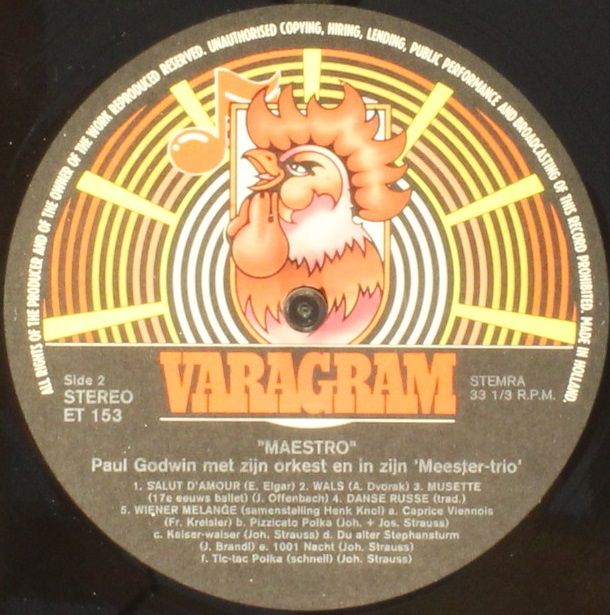 ALL RIGHTS OF THE PRODUCER AND OF THE OWNER OF THE WORK REPRODUCED RESERVED. UNAUTHORISED COPYING, HIRING, LENDING, PUBLIC PERFORMANCE AND BROADCASTING OF THIS RECORD PROHIBITED. MADE IN HOLLAND.
VARAGRAM
Side 2
STEREO
ET 153
STEMRA
33 1/3 R.P.M.
"MAESTRO"
Paul Godwin met zijn orkest en in zijn 'Meester-trio'
1. SALUT D'AMOUR (E. Elgar) 2. WALS (A. Dvorak) 3. MUSETTE
(17e eeuws ballet) (J. Offenbach) 4. DANSE RUSSE (trad.)
5. WIENER MELANGE (samenstelling Henk Knol) a. Caprice Viennois
(Fr. Kreisler) b. Pizzicato Polka (Joh. + Jos. Strauss)
c. Kaiser-walser (Joh. Strauss) d. Du alter Stephansturm
(J. Brandl) e. 1001 Nacht (Joh. Strauss)
f. Tic-tac Polka (schnell) (Joh. Strauss)